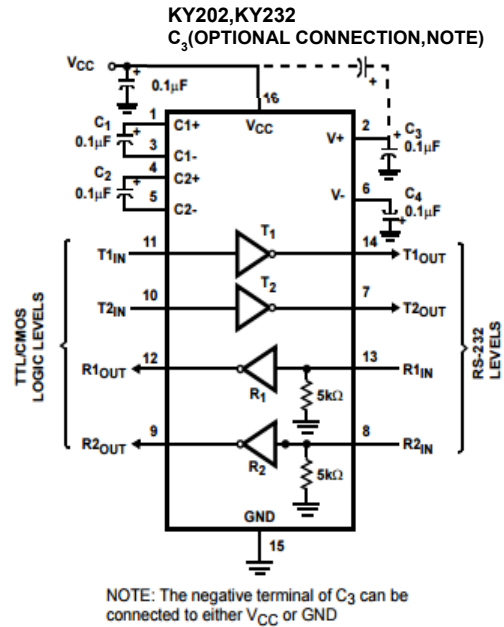 KY202,KY232
C3(OPTIONAL CONNECTION,NOTE)
VCC
+
0.1μF
+
16
VCC
1
C1
+
0.1μF
C1+
3
C1-
4
C2
+
0.1μF
C2+
5
C2-
V+
2
+
C3
0.1μF
V-
6
C4
0.1μF
+
T1
T1IN
11
14
T1OUT
T2
T2IN
10
7
T2OUT
R1OUT
12
13
R1IN
R1
5kΩ
R2OUT
9
8
R2IN
R2
5kΩ
TTL/CMOS
LOGIC LEVELS
RS-232
LEVELS
GND
15
NOTE: The negative terminal of C3 can be
connected to either VCC or GND